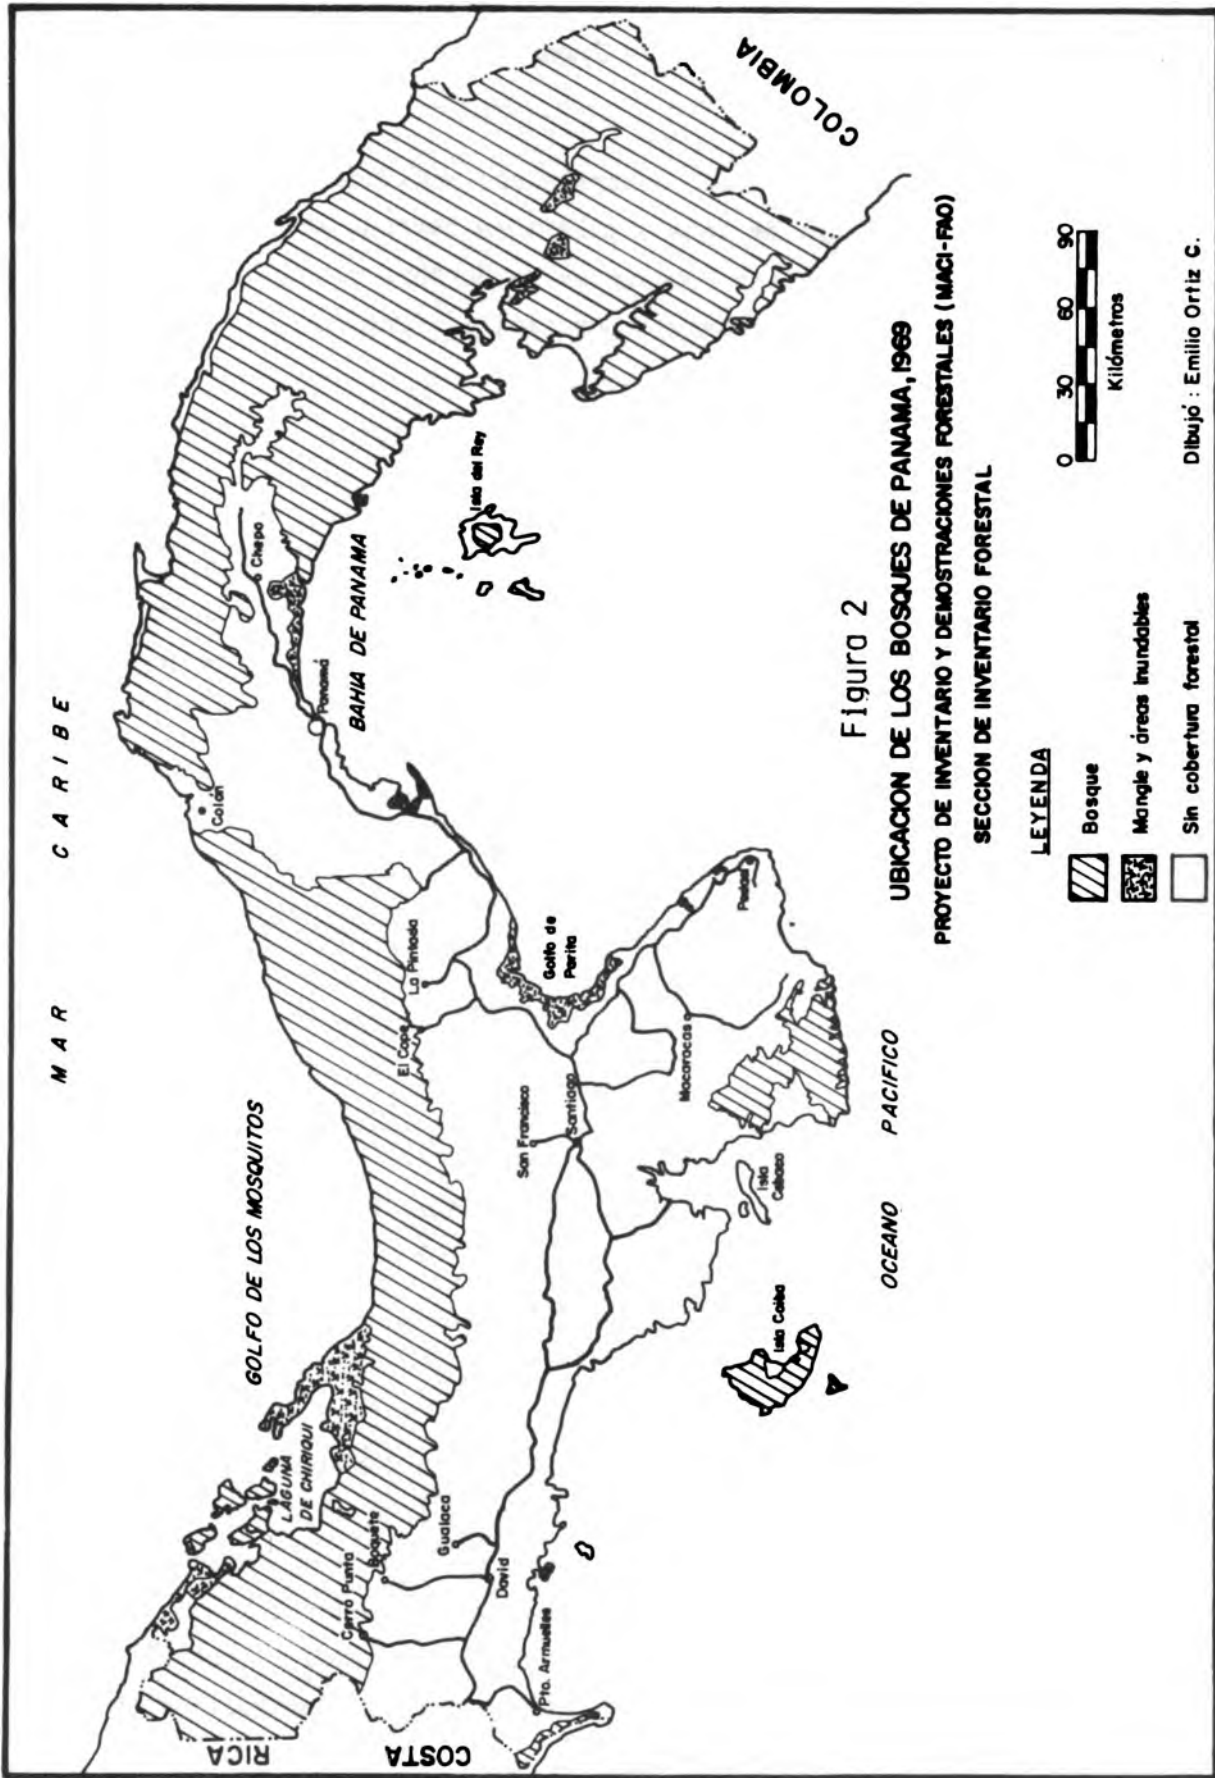 MAR CARIBE
GOLFO DE LOS MOSQUITOS
LAGUNA
DE CHIRIQUI
COSTA
RICA
COLOMBIA
Colón
Panamá
Chepo
BAHIA DE PANAMA
Isla del Rey
Cerro Punta
Boquete
Gualaca
David
Pto. Armuelles
El Cope
La Pintada
Golfo de
Parita
San Francisco
Santiago
Macaracas
Pedasí
Isla
Cebaco
Isla Coiba
OCEANO PACIFICO
Figura 2
UBICACION DE LOS BOSQUES DE PANAMA, 1969
PROYECTO DE INVENTARIO Y DEMOSTRACIONES FORESTALES (MACI-FAO)
SECCION DE INVENTARIO FORESTAL
LEYENDA
Bosque
Mangle y áreas inundables
Sin cobertura forestal
0 30 60 90
Kilómetros
Dibujó : Emilio Ortiz C.